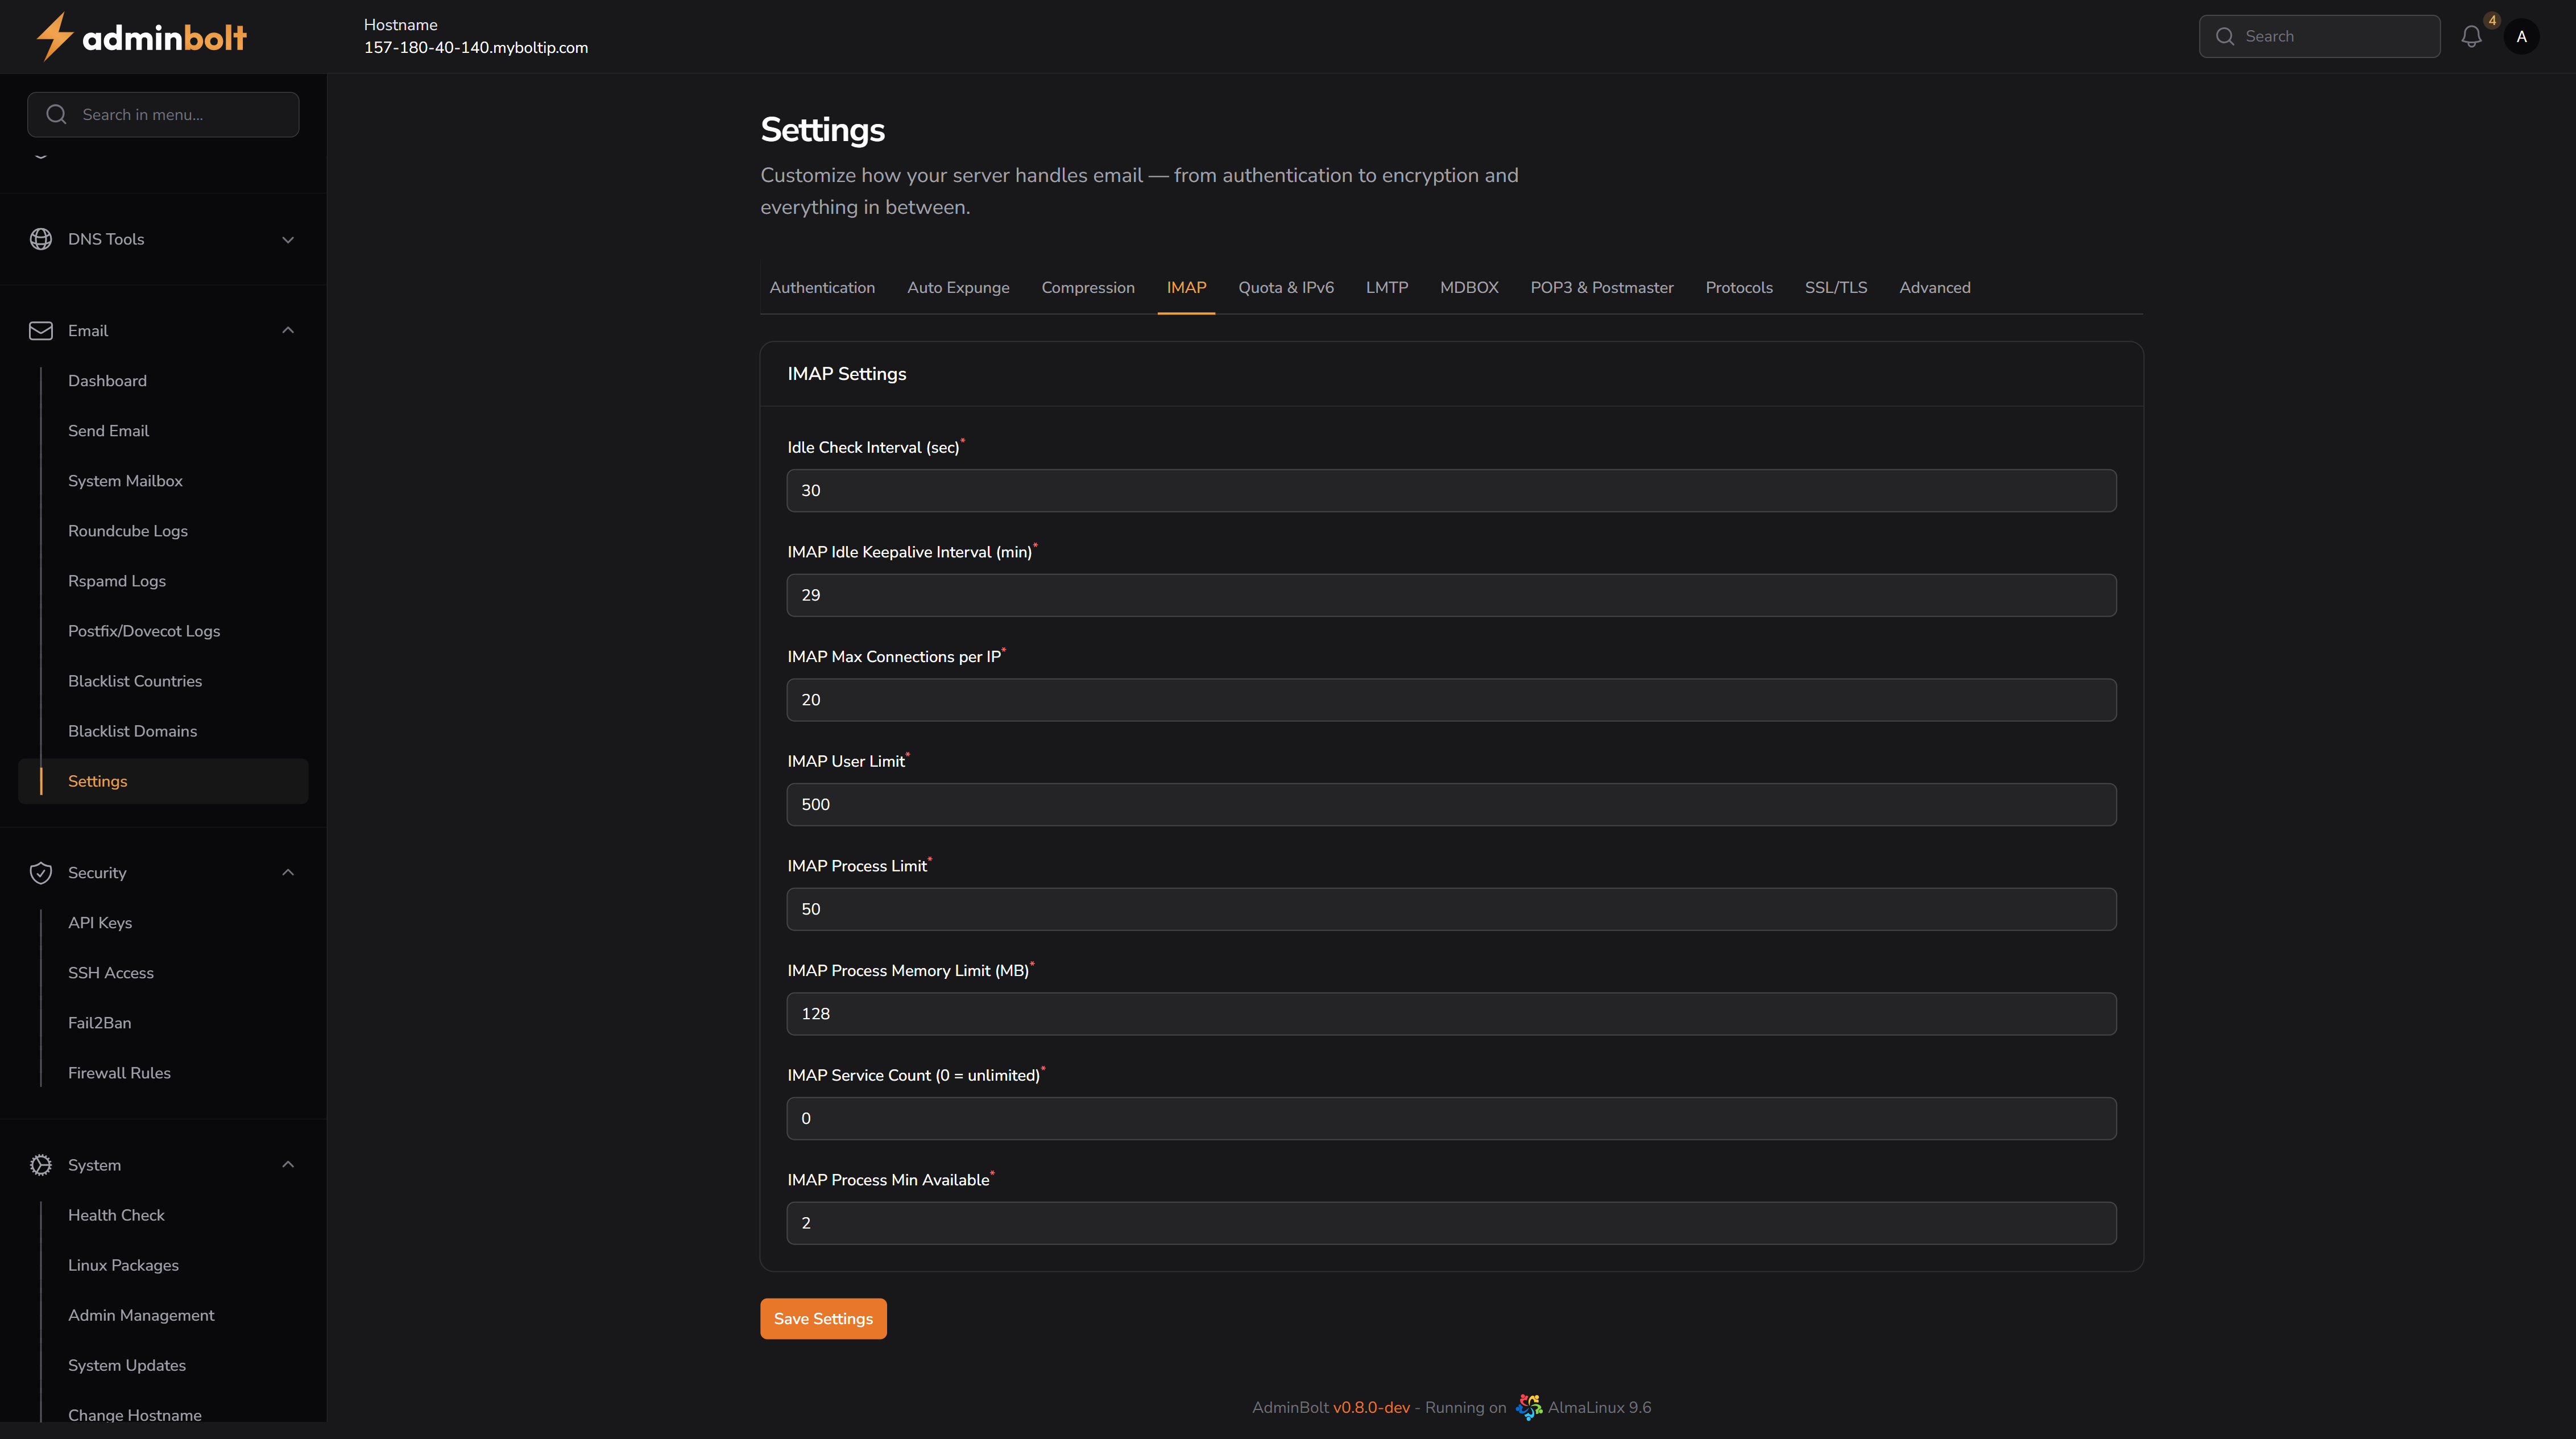 adminbolt
Hostname
157-180-40-140.myboltip.com
Search
4
A
Search in menu...
DNS Tools
Email
Dashboard
Send Email
System Mailbox
Roundcube Logs
Rspamd Logs
Postfix/Dovecot Logs
Blacklist Countries
Blacklist Domains
Settings
Security
API Keys
SSH Access
Fail2Ban
Firewall Rules
System
Health Check
Linux Packages
Admin Management
System Updates
Change Hostname
Settings
Customize how your server handles email — from authentication to encryption and
everything in between.
Authentication Auto Expunge Compression IMAP Quota & IPv6 LMTP MDBOX POP3 & Postmaster Protocols SSL/TLS Advanced
IMAP Settings
Idle Check Interval (sec)*
30
IMAP Idle Keepalive Interval (min)*
29
IMAP Max Connections per IP*
20
IMAP User Limit*
500
IMAP Process Limit*
50
IMAP Process Memory Limit (MB)*
128
IMAP Service Count (0 = unlimited)*
0
IMAP Process Min Available*
2
Save Settings
AdminBolt v0.8.0-dev - Running on AlmaLinux 9.6